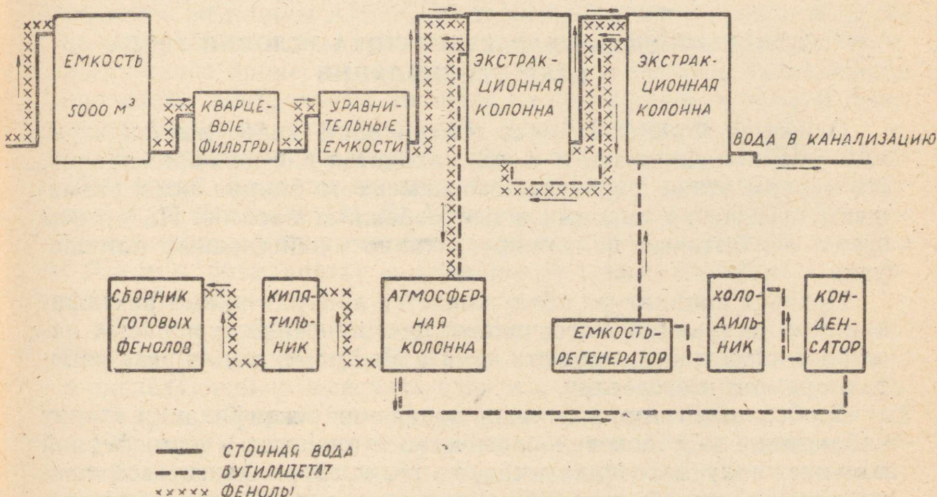 ЕМКОСТЬ
5000 М³
КВАРЦЕ-
ВЫЕ
ФИЛЬТРЫ
УРАВНИ-
ТЕЛЬНЫЕ
ЕМКОСТИ
ЭКСТРАК-
ЦИОННАЯ
КОЛОННА
ЭКСТРАК-
ЦИОННАЯ
КОЛОННА
ВОДА В КАНАЛИЗАЦИЮ
СБОРНИК
ГОТОВЫХ
ФЕНОЛОВ
КИПЯ-
ТИЛЬ-
НИК
АТМОСФЕР-
НАЯ
КОЛОННА
ЕМКОСТЬ-
РЕГЕНЕРАТОР
ХОЛО-
ДИЛЬ-
НИК
КОН-
ДЕН-
САТОР
СТОЧНАЯ ВОДА
БУТИЛАЦЕТАТ
ФЕНОЛЫ